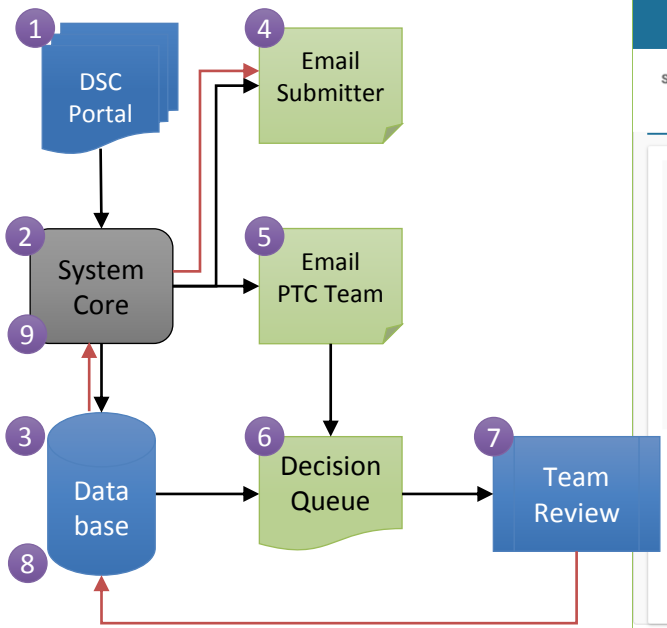 1
DSC
Portal
4
Email
Submitter
2
System
Core
9
5
Email
PTC Team
3
Data
base
8
6
Decision
Queue
7
Team
Review
s